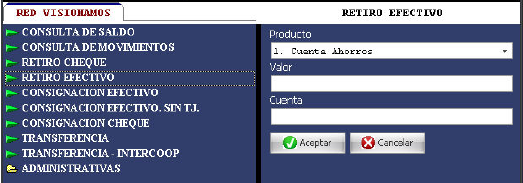 RED VISIONAMOS
CONSULTA DE SALDO
CONSULTA DE MOVIMIENTOS
RETIRO CHEQUE
RETIRO EFECTIVO
CONSIGNACION EFECTIVO
CONSIGNACION EFECTIVO. SIN T.J.
CONSIGNACION CHEQUE
TRANSFERENCIA
TRANSFERENCIA - INTERCOOP
ADMINISTRATIVAS
RETIRO EFECTIVO
Producto
1. Cuenta Ahorros
Valor
Cuenta
Aceptar
Cancelar